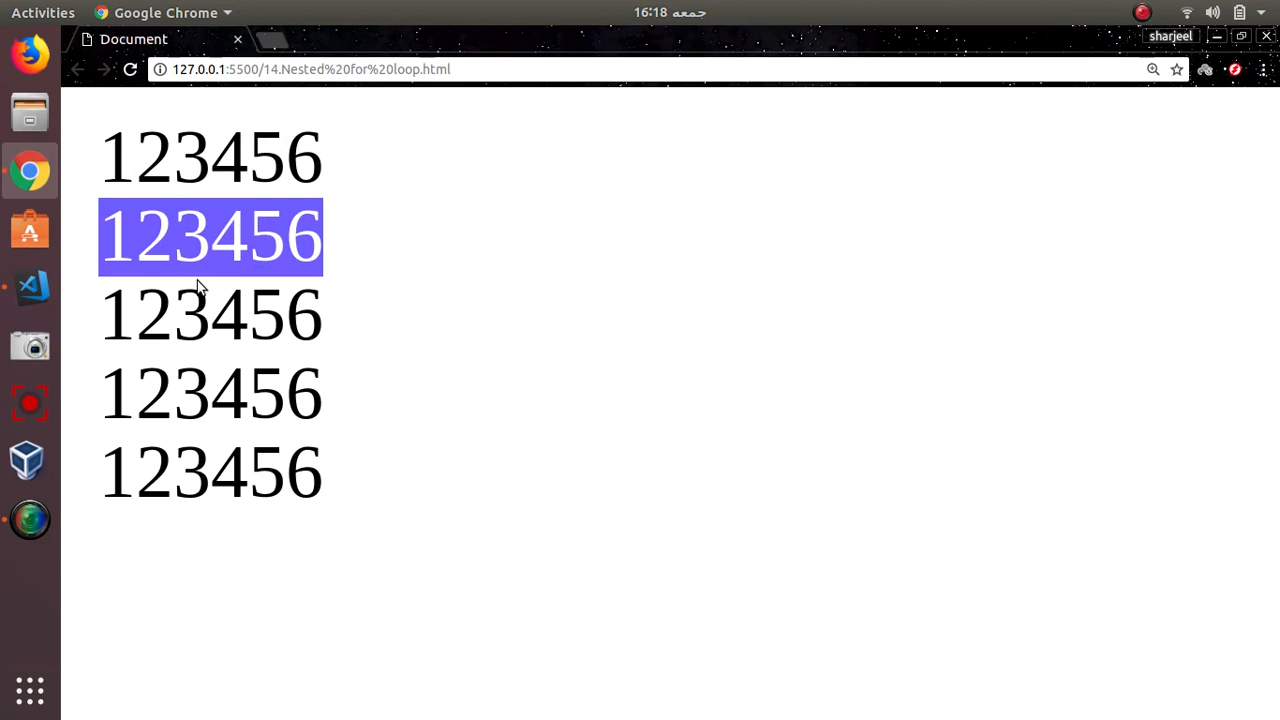 Activities Google Chrome جمعه 16:18
Document sharjeel
127.0.0.1:5500/14.Nested%20for%20loop.html
123456
123456
123456
123456
123456